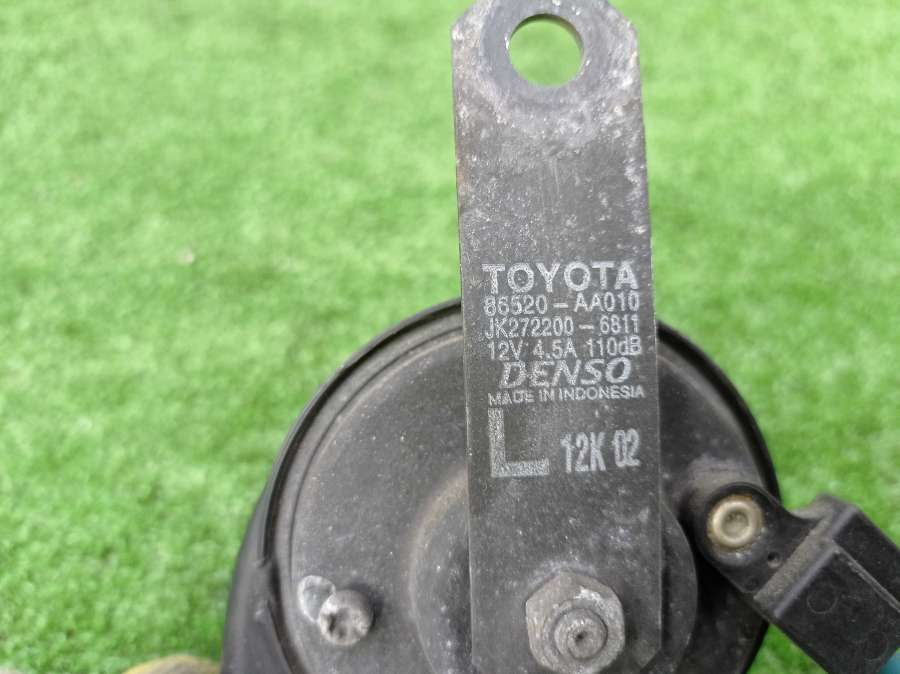 TOYOTA
86520-AA010
JK272200-6811
12V 4.5A 110dB
DENSO
MADE IN INDONESIA
L 12K 02